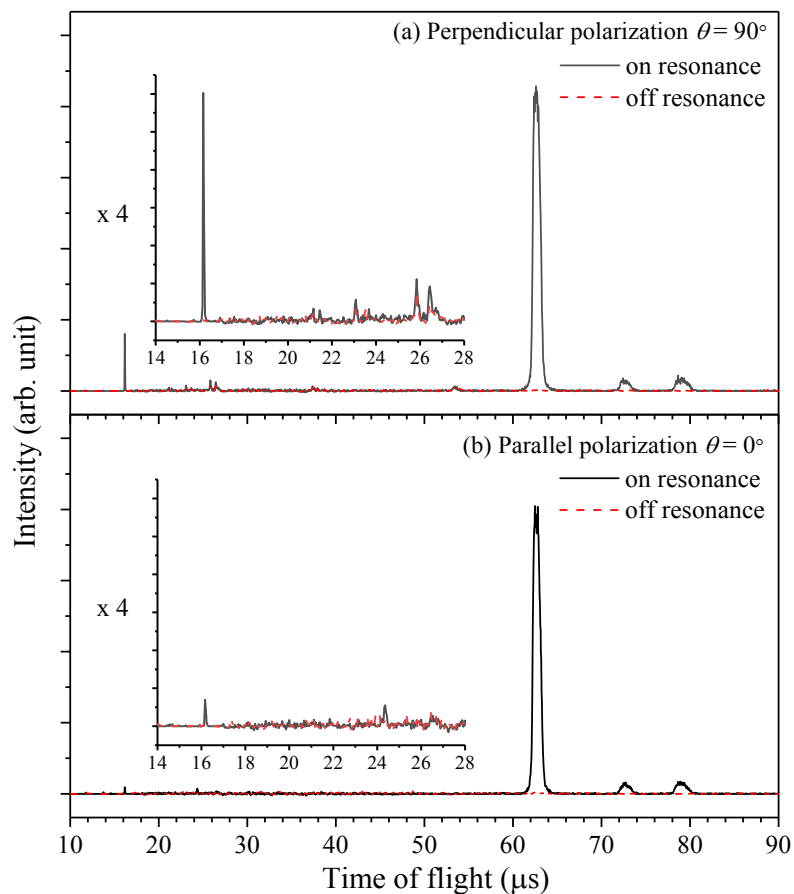 (a) Perpendicular polarization θ = 90°
on resonance
off resonance
x 4
14 16 18 20 22 24 26 28
(b) Parallel polarization θ = 0°
on resonance
off resonance
x 4
14 16 18 20 22 24 26 28
10 20 30 40 50 60 70 80 90
Time of flight (μs)
Intensity (arb. unit)